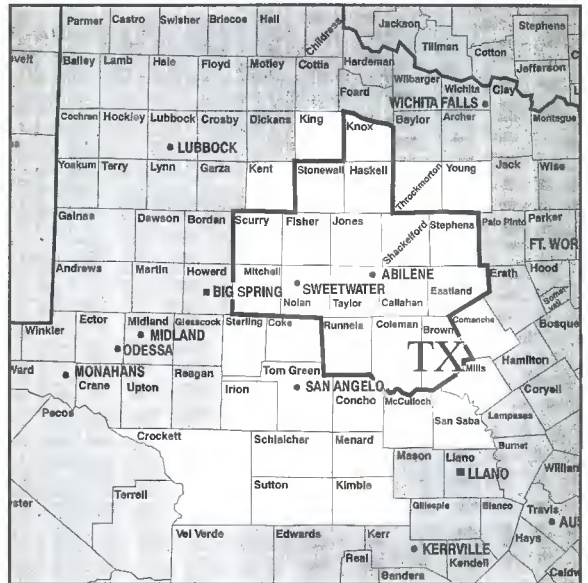 Parmer Castro Swisher Briscoe Hall Childress Jackson Tillman Cotton Stephens
evelt Bailey Lamb Hale Floyd Motley Cottle Hardeman Wilbarger Wichita Clay Jefferson
Foard WICHITA FALLS
Cochran Hockley Lubbock Crosby Dickens King Knox Baylor Archer Montague
LUBBOCK
Yoakum Terry Lynn Garza Kent Stonewall Haskell Throckmorton Young Jack Wise
Gaines Dawson Borden Scurry Fisher Jones Shackelford Stephens Palo Pinto Parker
FT. WOR
Andrews Martin Howard Mitchell ABILENE Erath Hood
BIG SPRING SWEETWATER Eastland Somervell
Nolan Taylor Callahan
Winkler Ector Midland Glasscock Sterling Coke Runnels Coleman Brown Comanche Bosque
MIDLAND
ODESSA TX Hamilton
Ward MONAHANS Reagan Tom Green SAN ANGELO Mills
Crane Upton Irion Concho McCulloch Coryell
Pecos San Saba Lampasas
Crockett Schleicher Menard Burnet
Mason Llano William
LLANO
Sutton Kimble
Terrell Gillespie Blanco Travis
ster AUS
Val Verde Edwards Kerr Hays
KERRVILLE
Real Kendall
Bandera Caldw